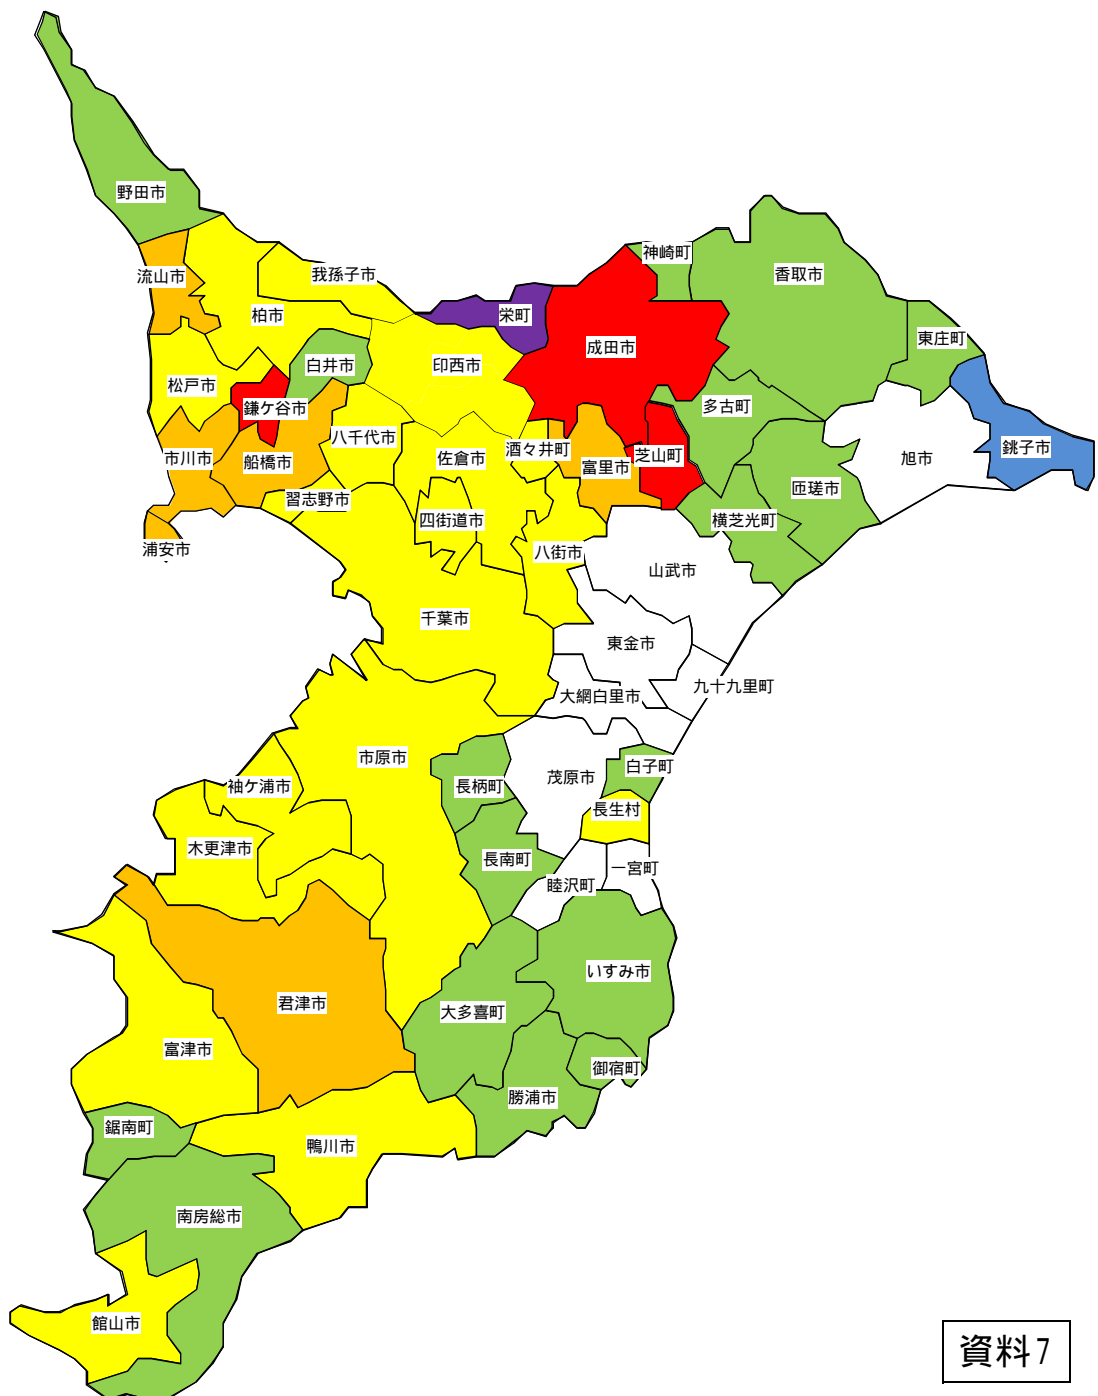 野田市
流山市
我孫子市
神崎町
香取市
柏市
栄町
成田市
東庄町
白井市
印西市
松戸市
鎌ケ谷市
多古町
八千代市
酒々井町
芝山町
銚子市
市川市
船橋市
佐倉市
富里市
旭市
習志野市
匝瑳市
四街道市
横芝光町
浦安市
八街市
山武市
千葉市
東金市
大網白里市
九十九里町
市原市
袖ケ浦市
長柄町
茂原市
白子町
長生村
木更津市
長南町
睦沢町
一宮町
いすみ市
君津市
大多喜町
富津市
御宿町
勝浦市
鋸南町
鴨川市
南房総市
館山市
資料7